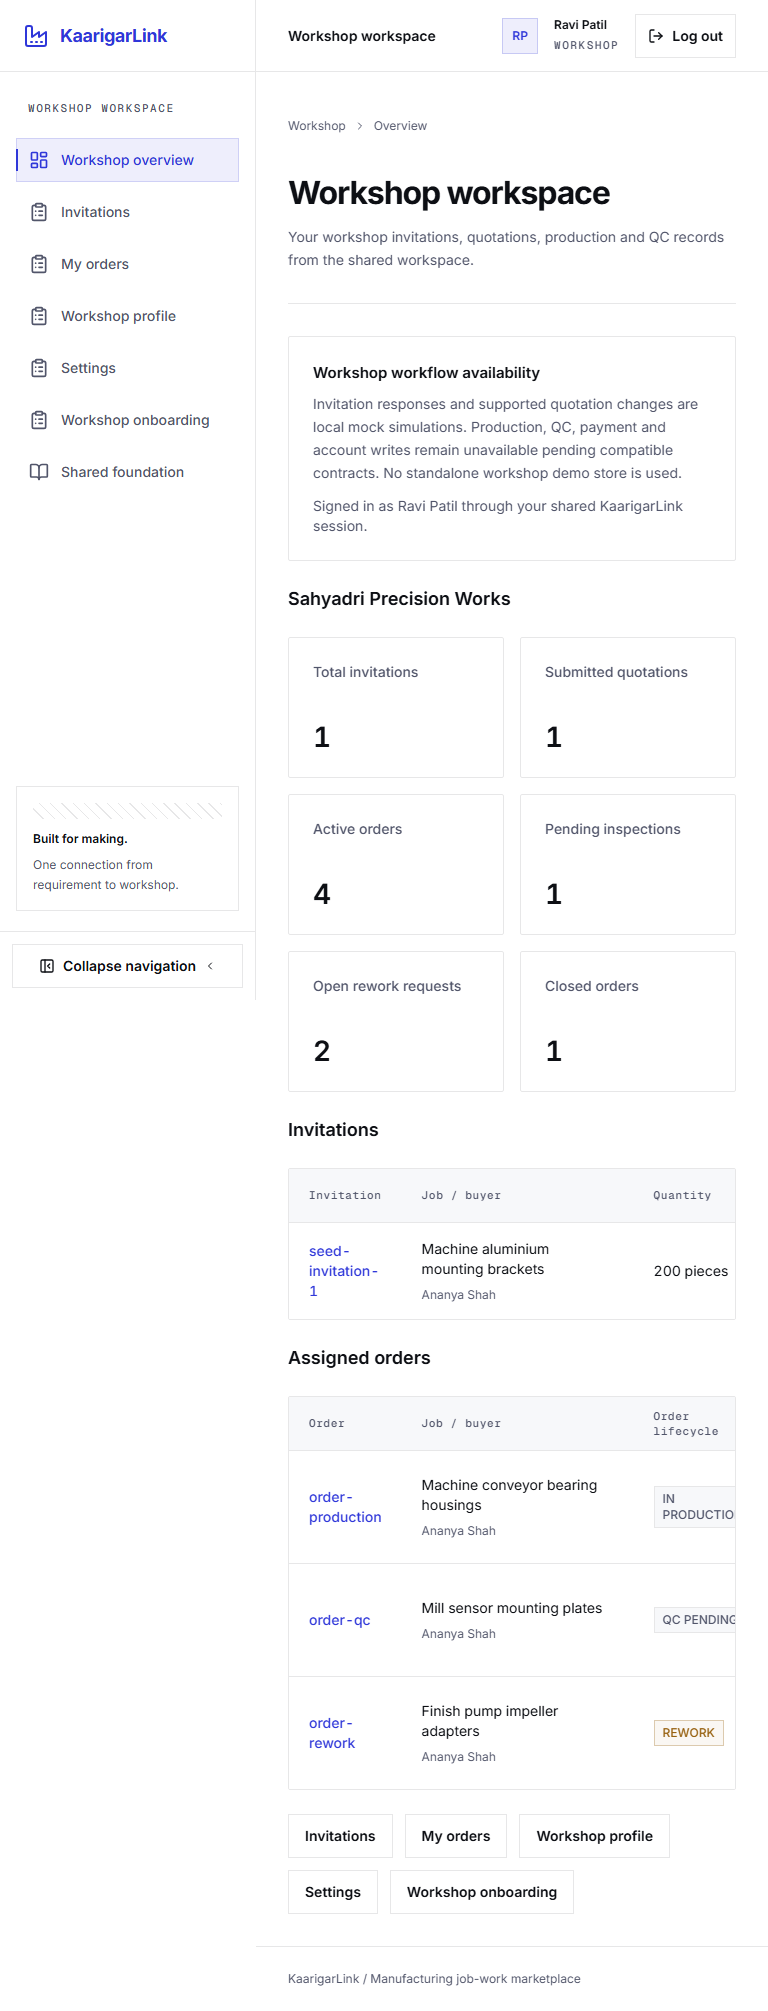 KaarigarLink
Workshop workspace
RP
Ravi Patil
WORKSHOP
Log out
WORKSHOP WORKSPACE
Workshop overview
Invitations
My orders
Workshop profile
Settings
Workshop onboarding
Shared foundation
Built for making.
One connection from
requirement to workshop.
Collapse navigation
Workshop > Overview
Workshop workspace
Your workshop invitations, quotations, production and QC records
from the shared workspace.
Workshop workflow availability
Invitation responses and supported quotation changes are
local mock simulations. Production, QC, payment and
account writes remain unavailable pending compatible
contracts. No standalone workshop demo store is used.
Signed in as Ravi Patil through your shared KaarigarLink
session.
Sahyadri Precision Works
Total invitations
1
Submitted quotations
1
Active orders
4
Pending inspections
1
Open rework requests
2
Closed orders
1
Invitations
Invitation Job / buyer Quantity
seed-
invitation-
1
Machine aluminium
mounting brackets
Ananya Shah
200 pieces
Assigned orders
Order Job / buyer Order
lifecycle
order-
production
Machine conveyor bearing
housings
Ananya Shah
IN
PRODUCTIO
order-qc
Mill sensor mounting plates
Ananya Shah
QC PENDING
order-
rework
Finish pump impeller
adapters
Ananya Shah
REWORK
Invitations My orders Workshop profile
Settings Workshop onboarding
KaarigarLink / Manufacturing job-work marketplace